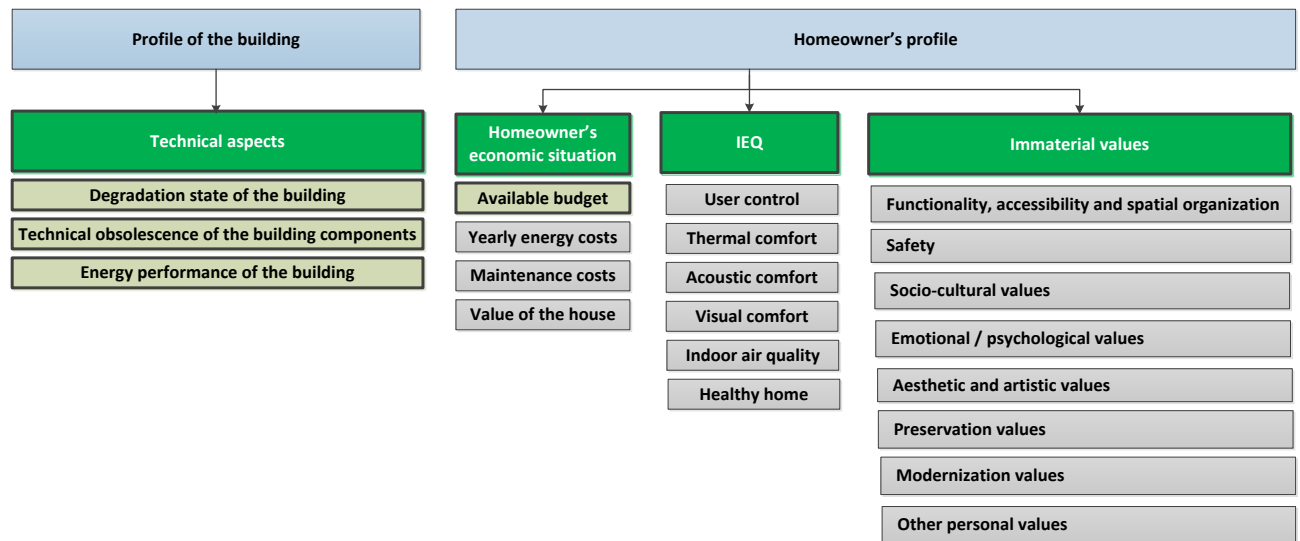 Profile of the building
Homeowner’s profile
Technical aspects
Degradation state of the building
Technical obsolescence of the building components
Energy performance of the building
Homeowner’s
economic situation
Available budget
Yearly energy costs
Maintenance costs
Value of the house
IEQ
User control
Thermal comfort
Acoustic comfort
Visual comfort
Indoor air quality
Healthy home
Immaterial values
Functionality, accessibility and spatial organization
Safety
Socio-cultural values
Emotional / psychological values
Aesthetic and artistic values
Preservation values
Modernization values
Other personal values